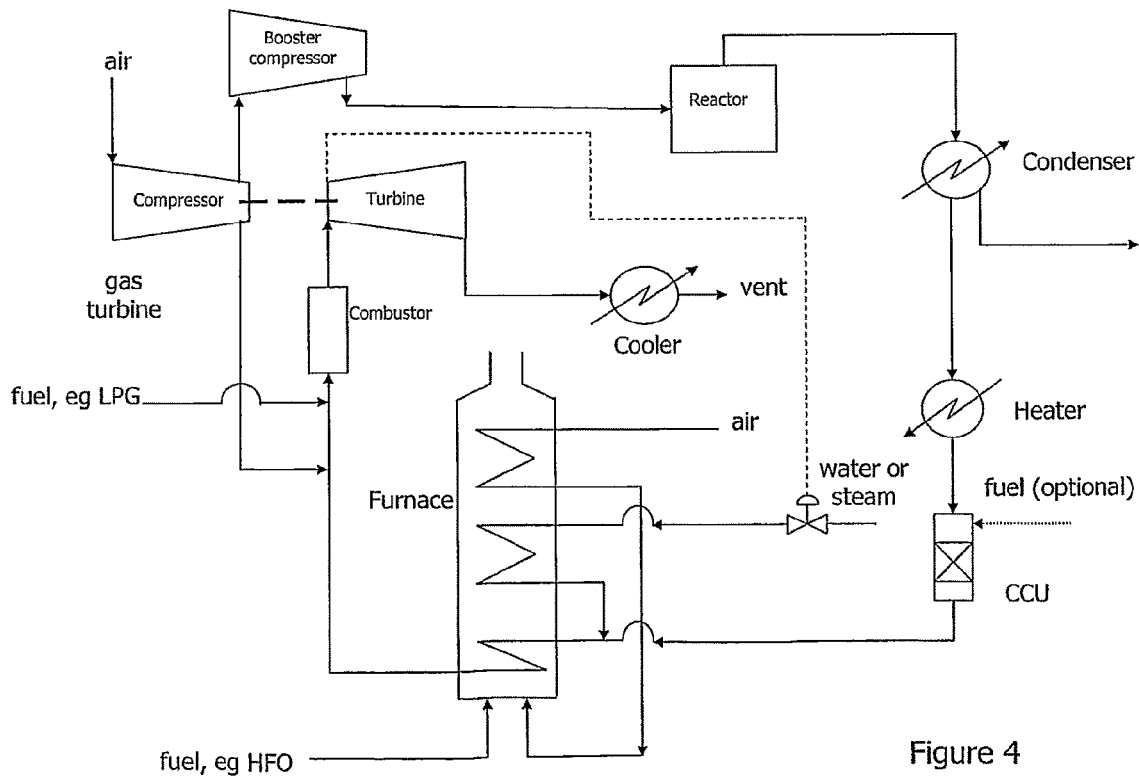 Booster
compressor
air
Reactor
Condenser
Compressor
Turbine
gas
turbine
Combustor
vent
Cooler
fuel, eg LPG
Heater
air
Furnace
water or
steam
fuel (optional)
CCU
fuel, eg HFO
Figure 4